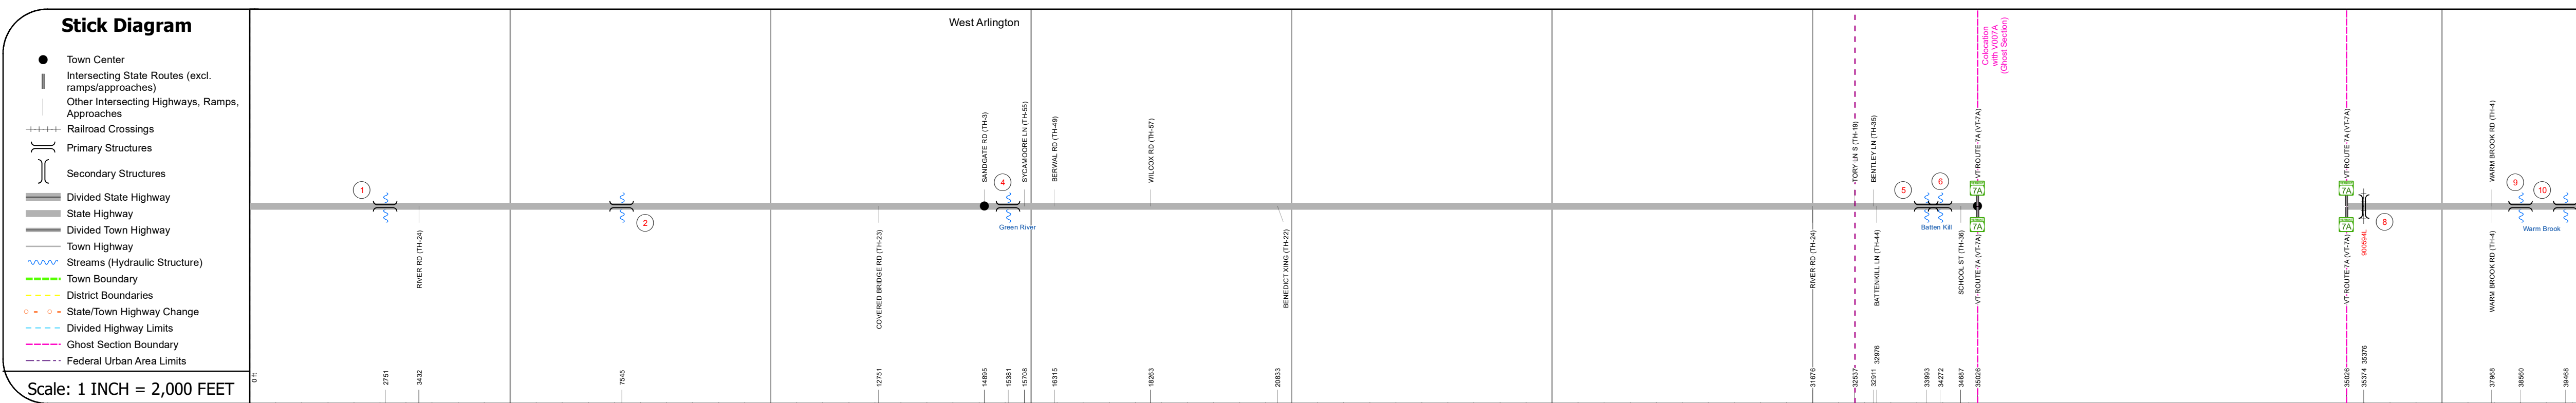 Stick Diagram
Town Center
Intersecting State Routes (excl.
ramps/approaches)
Other Intersecting Highways, Ramps,
Approaches
Railroad Crossings
Primary Structures
Secondary Structures
Divided State Highway
State Highway
Divided Town Highway
Town Highway
Streams (Hydraulic Structure)
Town Boundary
District Boundaries
State/Town Highway Change
Divided Highway Limits
Ghost Section Boundary
Federal Urban Area Limits
Scale: 1 INCH = 2,000 FEET
West Arlington
Colocation
with V007A
(Ghost Section)
SANDGATE RD (TH-3)
SYCAMOORE LN (TH-55)
BERWAL RD (TH-49)
WILCOX RD (TH-57)
TORY LN S (TH-19)
BENTLEY LN (TH-35)
VT-ROUTE-7A (VT-7A)
VT-ROUTE-7A (VT-7A)
WARM BROOK RD (TH-4)
1
2
4
5
6
7A
7A
7A
7A
8
9
10
Green River
Batten Kill
Warm Brook
900594L
RIVER RD (TH-24)
COVERED BRIDGE RD (TH-23)
BENEDICT XING (TH-22)
RIVER RD (TH-24)
BATTENKILL LN (TH-44)
SCHOOL ST (TH-36)
VT-ROUTE-7A (VT-7A)
VT-ROUTE-7A (VT-7A)
WARM BROOK RD (TH-4)
0 ft
2751
3432
7545
12751
14895
15381
15708
16315
18263
20833
31676
32537
32911
32976
33993
34272
34687
35026
35026
35374
35376
37968
38560
39468